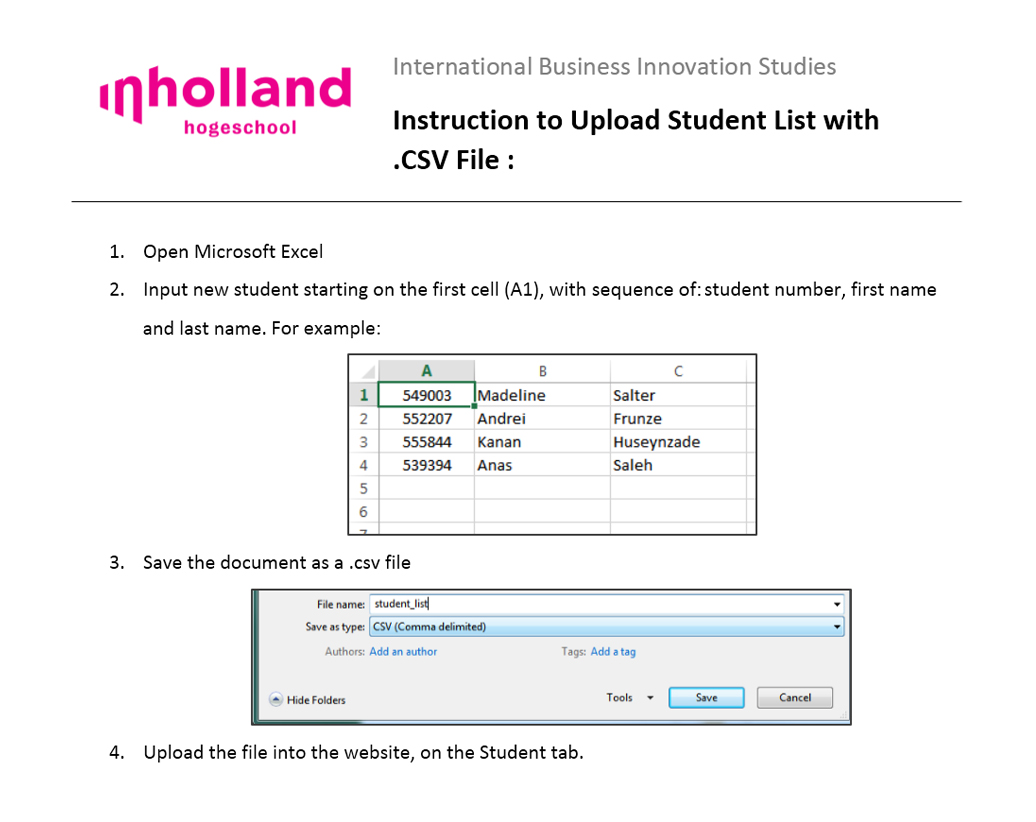 inholland
hogeschool
International Business Innovation Studies
Instruction to Upload Student List with
.CSV File :
1. Open Microsoft Excel
2. Input new student starting on the first cell (A1), with sequence of: student number, first name
and last name. For example:
A B C
1 549003 Madeline Salter
2 552207 Andrei Frunze
3 555844 Kanan Huseynzade
4 539394 Anas Saleh
5
6
3. Save the document as a .csv file
File name: student_list
Save as type: CSV (Comma delimited)
Authors: Add an author Tags: Add a tag
Hide Folders Tools Save Cancel
4. Upload the file into the website, on the Student tab.